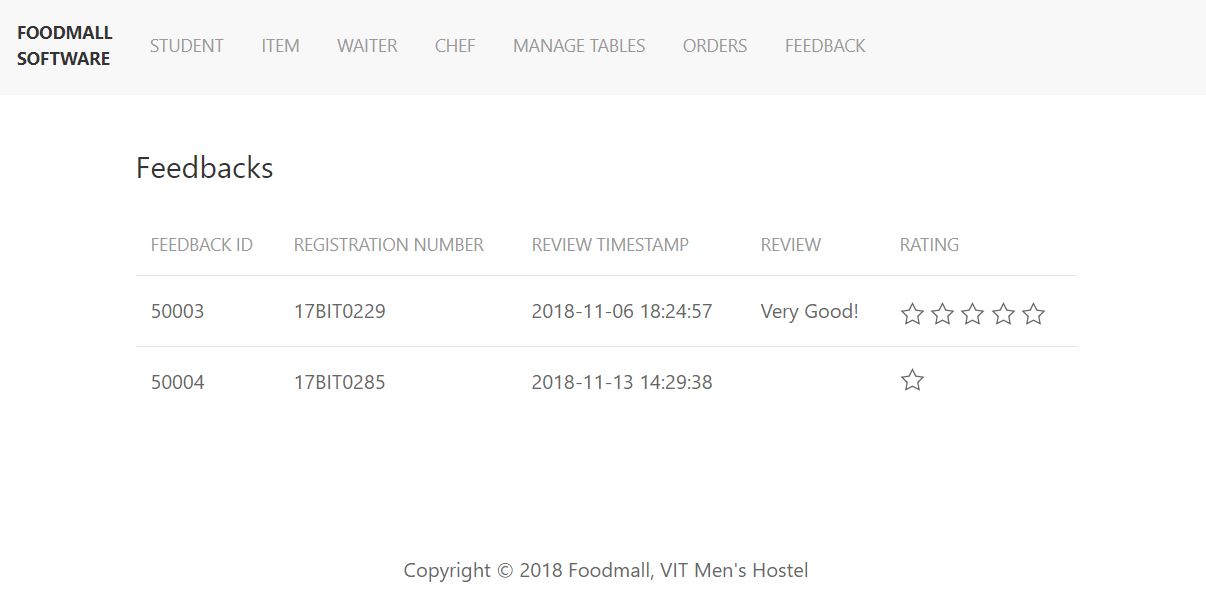 FOODMALL
SOFTWARE
STUDENT ITEM WAITER CHEF MANAGE TABLES ORDERS FEEDBACK
Feedbacks
FEEDBACK ID REGISTRATION NUMBER REVIEW TIMESTAMP REVIEW RATING
50003 17BIT0229 2018-11-06 18:24:57 Very Good!
50004 17BIT0285 2018-11-13 14:29:38
Copyright © 2018 Foodmall, VIT Men's Hostel